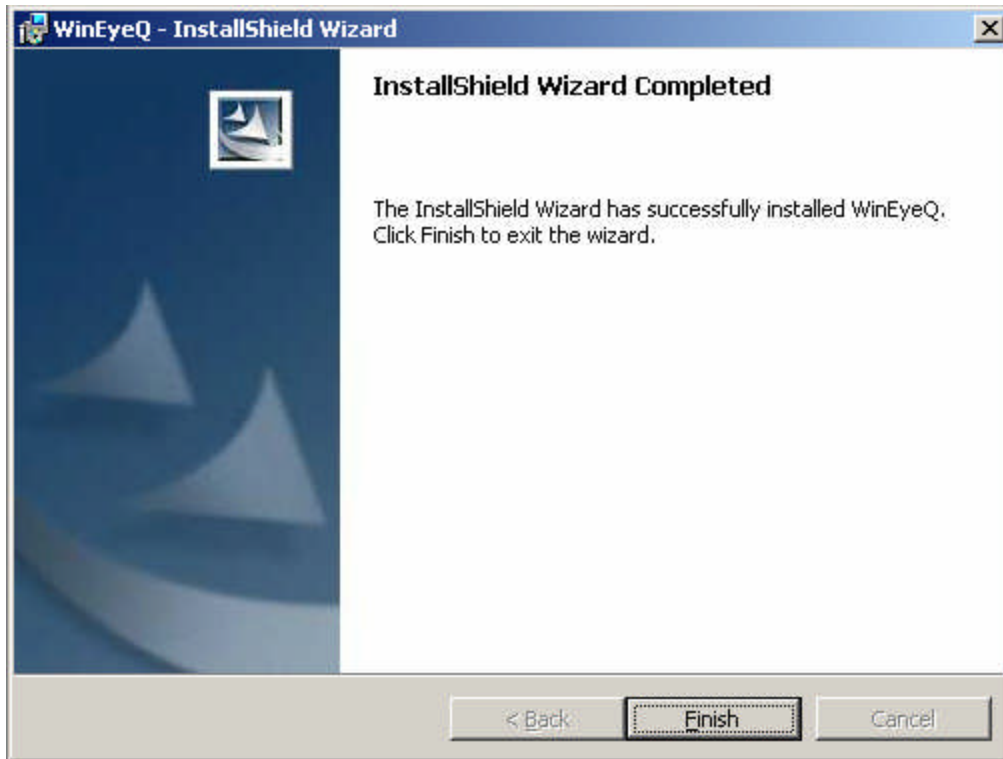 WinEyeQ - InstallShield Wizard
InstallShield Wizard Completed
The InstallShield Wizard has successfully installed WinEyeQ.
Click Finish to exit the wizard.
< Back
Finish
Cancel